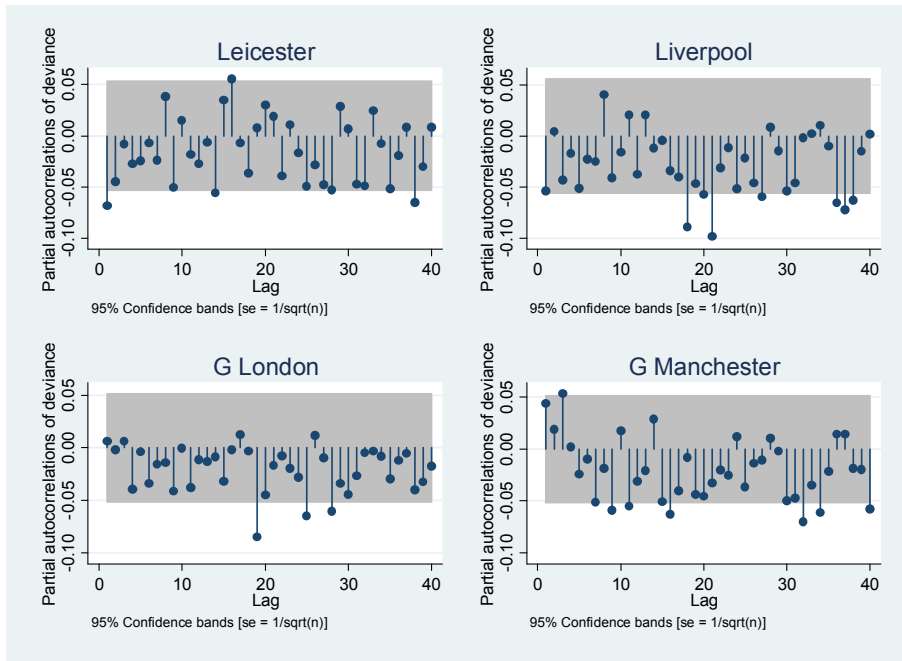 Leicester
Partial autocorrelations of deviance
0.05
0.00
-0.05
-0.10
0
10
20
30
40
Lag
95% Confidence bands [se = 1/sqrt(n)]
Liverpool
Partial autocorrelations of deviance
0.05
0.00
-0.05
-0.10
0
10
20
30
40
Lag
95% Confidence bands [se = 1/sqrt(n)]
G London
Partial autocorrelations of deviance
0.05
0.00
-0.05
-0.10
0
10
20
30
40
Lag
95% Confidence bands [se = 1/sqrt(n)]
G Manchester
Partial autocorrelations of deviance
0.05
0.00
-0.05
-0.10
0
10
20
30
40
Lag
95% Confidence bands [se = 1/sqrt(n)]